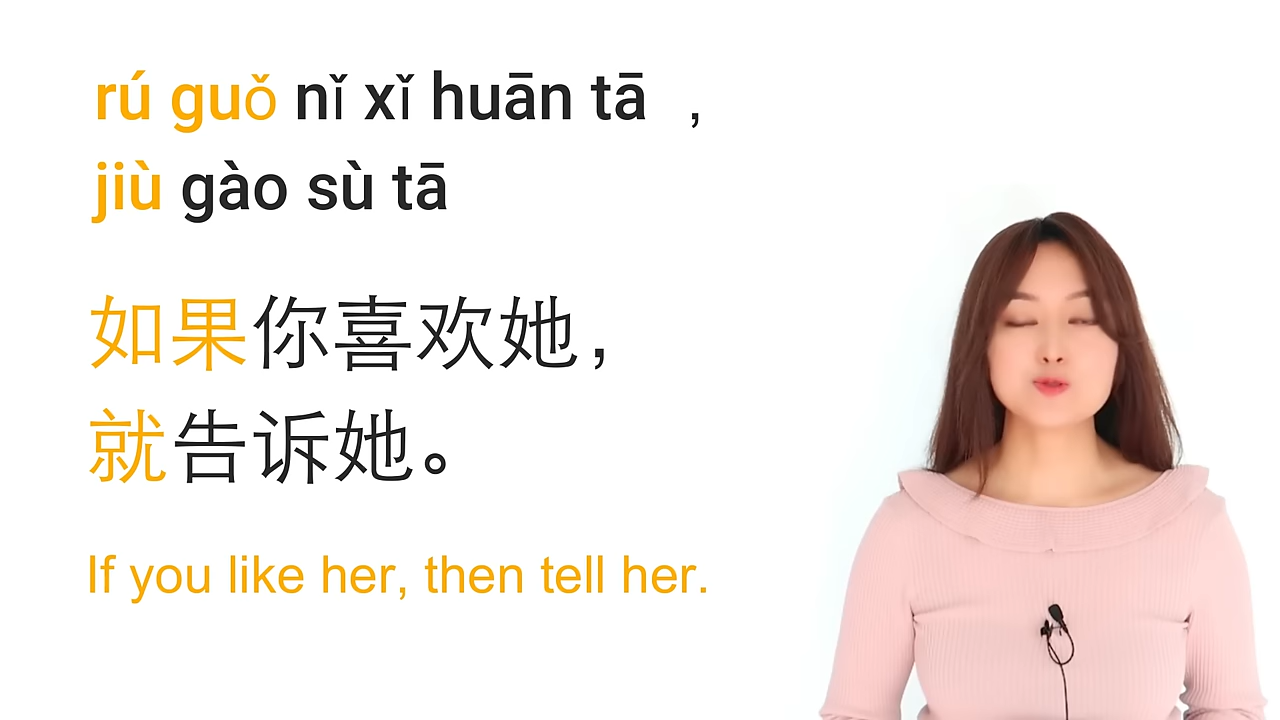 rú guǒ nǐ xǐ huān tā ,
jiù gào sù tā
如果你喜欢她，
就告诉她。
If you like her, then tell her.